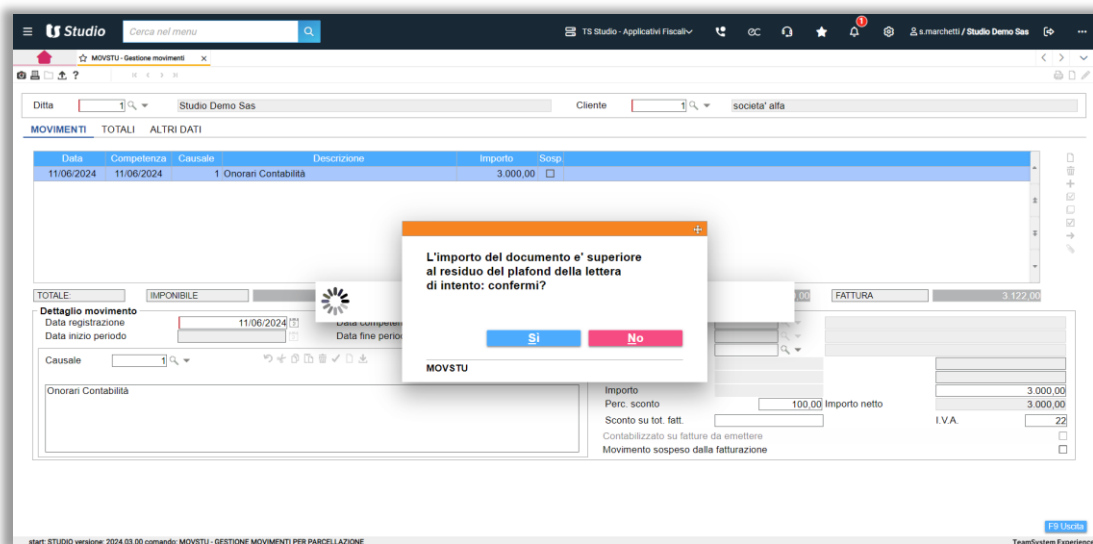 Studio
Cerca nel menu
TS Studio - Applicativi Fiscali
1
s.marchetti / Studio Demo Sas
MOVSTU - Gestione movimenti
Ditta 1 Studio Demo Sas Cliente 1 societa' alfa
MOVIMENTI TOTALI ALTRI DATI
Data Competenza Causale Descrizione Importo Sosp.
11/06/2024 11/06/2024 1 Onorari Contabilità 3.000,00
L'importo del documento e' superiore
al residuo del plafond della lettera
di intento: confermi?
Sì No
MOVSTU
TOTALE: IMPONIBILE FATTURA 3.122,00
Dettaglio movimento
Data registrazione 11/06/2024
Data inizio periodo Data fine
Causale 1
Onorari Contabilità
Importo 3.000,00
Perc. sconto 100,00 Importo netto 3.000,00
Sconto su tot. fatt. I.V.A. 22
Contabilizzato su fatture da emettere
Movimento sospeso dalla fatturazione
F9 Uscita
start: STUDIO versione: 2024.03.00 comando: MOVSTU - GESTIONE MOVIMENTI PER PARCELLAZIONE
TeamSystem Experience